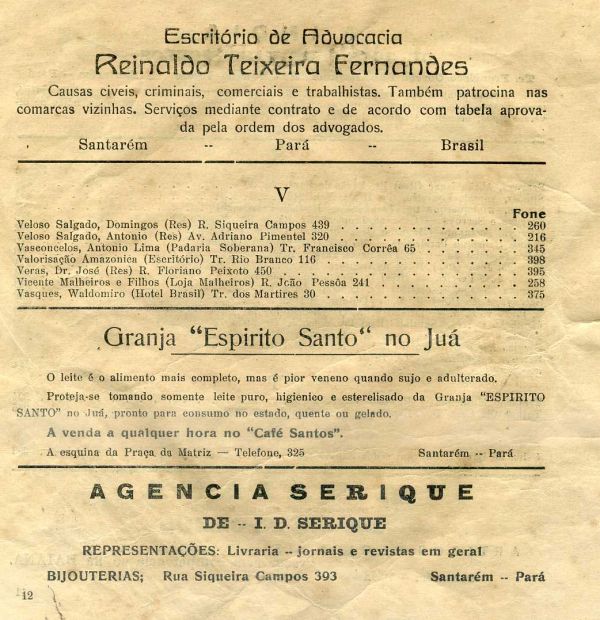 Escritório de Advocacia
Reinaldo Teixeira Fernandes
Causas civeis, criminais, comerciais e trabalhistas. Também patrocina nas
comarcas vizinhas. Serviços mediante contrato e de acordo com tabela aprova-
da pela ordem dos advogados.
Santarém -- Pará -- Brasil
V
Fone
Veloso Salgado, Domingos (Res) R. Siqueira Campos 439 . . . . . . . . . . 260
Veloso Salgado, Antonio (Res) Av. Adriano Pimentel 320 . . . . . . . . . . 216
Vasconcelos, Antonio Lima (Padaria Soberana) Tr. Francisco Corrêa 65 . . . . . 345
Valorisação Amazonica (Escritório) Tr. Rio Branco 116 . . . . . . . . . . 398
Veras, Dr. José (Res) R. Floriano Peixoto 450 . . . . . . . . . . 395
Vicente Malheiros e Filhos (Loja Malheiros) R. João Pessôa 241 . . . . . . . . 258
Vasques, Waldomiro (Hotel Brasil) Tr. dos Martires 30 . . . . . . . . . . 375
Granja "Espirito Santo" no Juá
O leite é o alimento mais completo, mas é pior veneno quando sujo e adulterado.
Proteja-se tomando somente leite puro, higienico e esterelisado da Granja "ESPIRITO
SANTO" no Juá, pronto para consumo no estado, quente ou gelado.
A venda a qualquer hora no "Café Santos".
A esquina da Praça da Matriz — Telefone, 325 Santarém -- Pará
AGENCIA SERIQUE
DE -- I. D. SERIQUE
REPRESENTAÇÕES: Livraria -- jornais e revistas em geral
BIJOUTERIAS; Rua Siqueira Campos 393 Santarém -- Pará
12